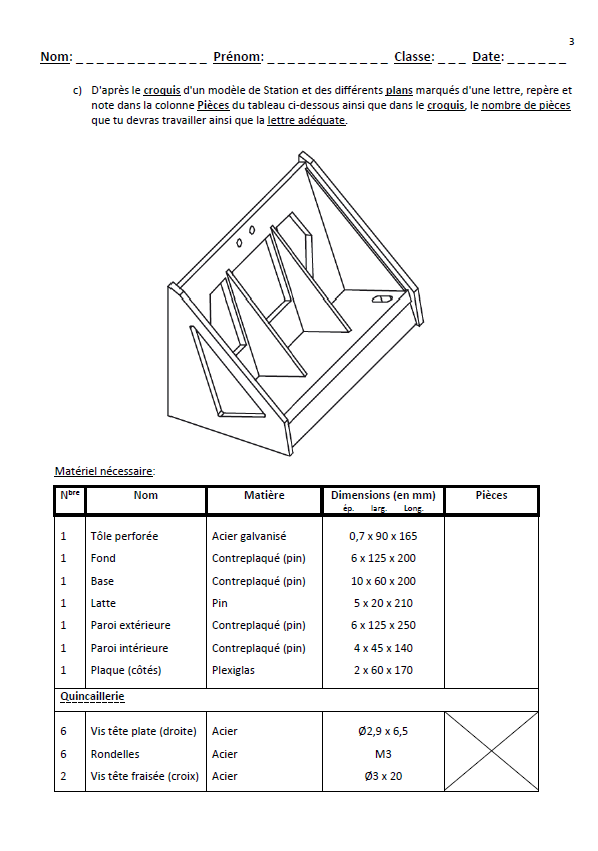 3
Nom: _ _ _ _ _ _ _ _ _ _ _ _ _ Prénom: _ _ _ _ _ _ _ _ _ _ _ _ Classe: _ _ _ Date: _ _ _ _ _ _
c) D'après le croquis d'un modèle de Station et des différents plans marqués d'une lettre, repère et
note dans la colonne Pièces du tableau ci-dessous ainsi que dans le croquis, le nombre de pièces
que tu devras travailler ainsi que la lettre adéquate.
Matériel nécessaire:
Nbre Nom Matière Dimensions (en mm) Pièces
ép. larg. Long.
1 Tôle perforée Acier galvanisé 0,7 x 90 x 165
1 Fond Contreplaqué (pin) 6 x 125 x 200
1 Base Contreplaqué (pin) 10 x 60 x 200
1 Latte Pin 5 x 20 x 210
1 Paroi extérieure Contreplaqué (pin) 6 x 125 x 250
1 Paroi intérieure Contreplaqué (pin) 4 x 45 x 140
1 Plaque (côtés) Plexiglas 2 x 60 x 170
Quincaillerie
6 Vis tête plate (droite) Acier Ø2,9 x 6,5
6 Rondelles Acier M3
2 Vis tête fraisée (croix) Acier Ø3 x 20